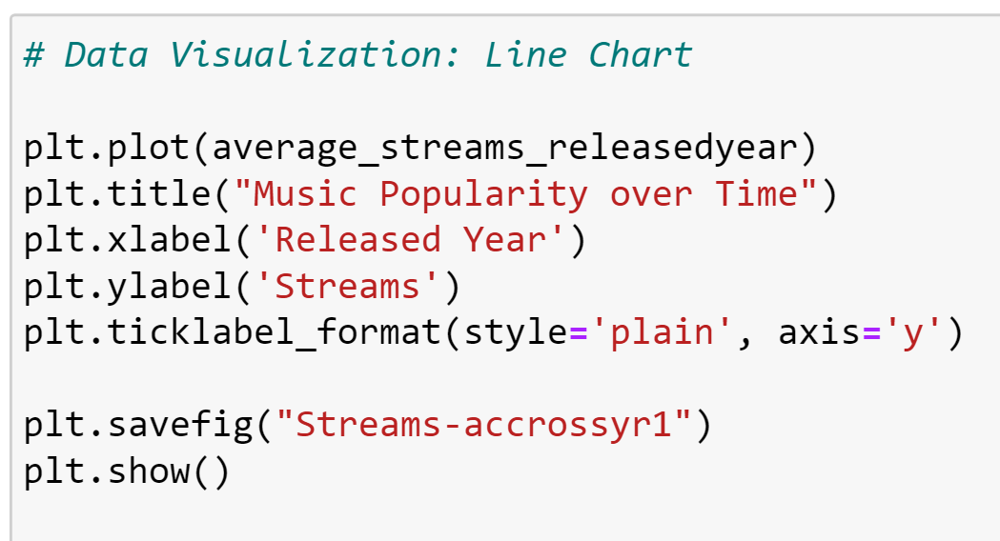 # Data Visualization: Line Chart
plt.plot(average_streams_releasedyear)
plt.title("Music Popularity over Time")
plt.xlabel('Released Year')
plt.ylabel('Streams')
plt.ticklabel_format(style='plain', axis='y')
plt.savefig("Streams-accrossyr1")
plt.show()